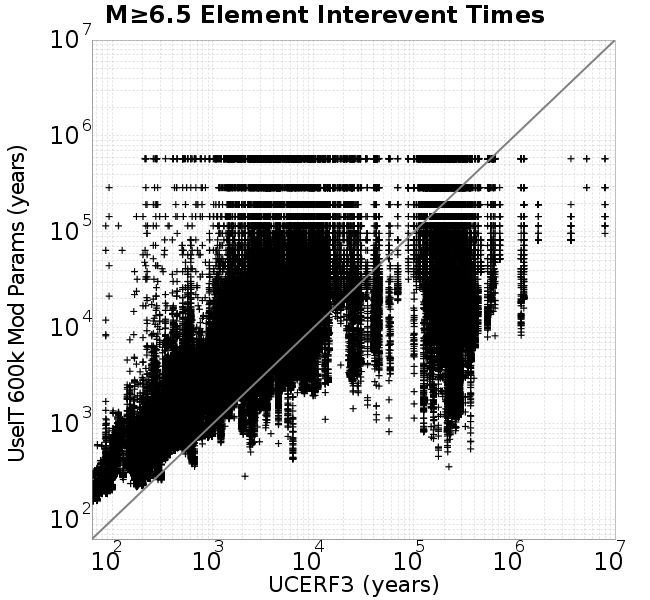 M≥6.5 Element Interevent Times
UseIT 600k Mod Params (years)
10^7
10^6
10^5
10^4
10^3
10^2
10^2 10^3 10^4 10^5 10^6 10^7
UCERF3 (years)